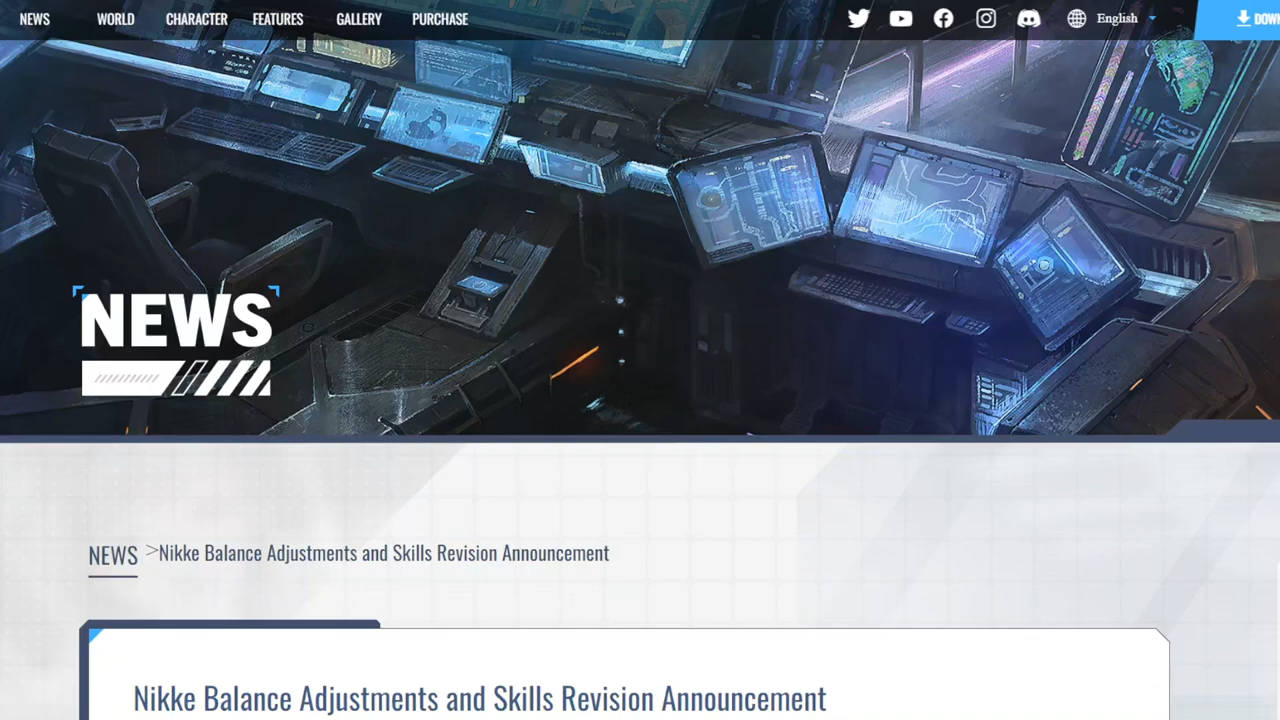 NEWS WORLD CHARACTER FEATURES GALLERY PURCHASE English
NEWS
NEWS >Nikke Balance Adjustments and Skills Revision Announcement
Nikke Balance Adjustments and Skills Revision Announcement